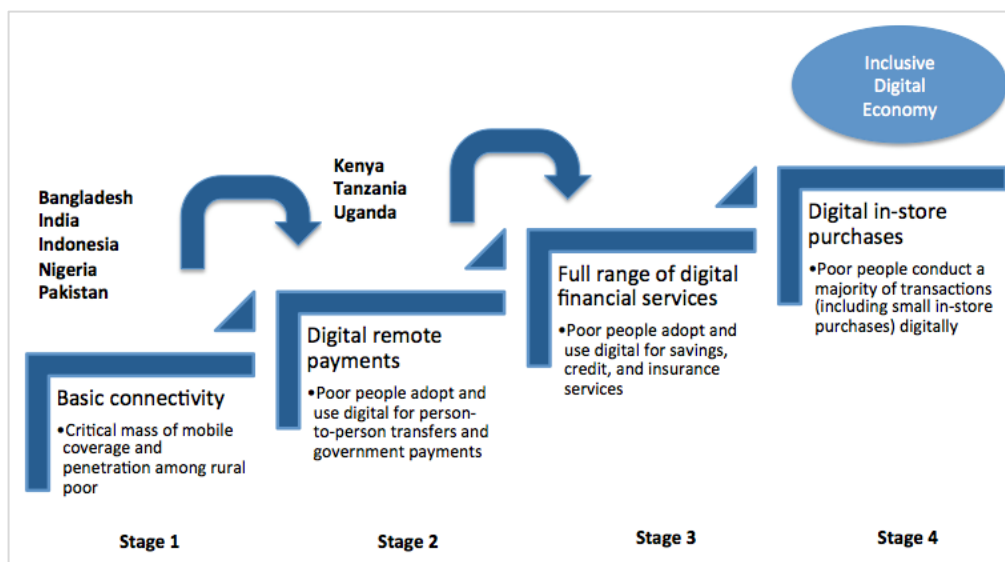 Inclusive
Digital
Economy
Kenya
Tanzania
Uganda
Bangladesh
India
Indonesia
Nigeria
Pakistan
Basic connectivity
•Critical mass of mobile
coverage and
penetration among rural
poor
Digital remote
payments
•Poor people adopt and
use digital for person-
to-person transfers and
government payments
Full range of digital
financial services
•Poor people adopt and
use digital for savings,
credit, and insurance
services
Digital in-store
purchases
•Poor people conduct a
majority of transactions
(including small in-store
purchases) digitally
Stage 1
Stage 2
Stage 3
Stage 4